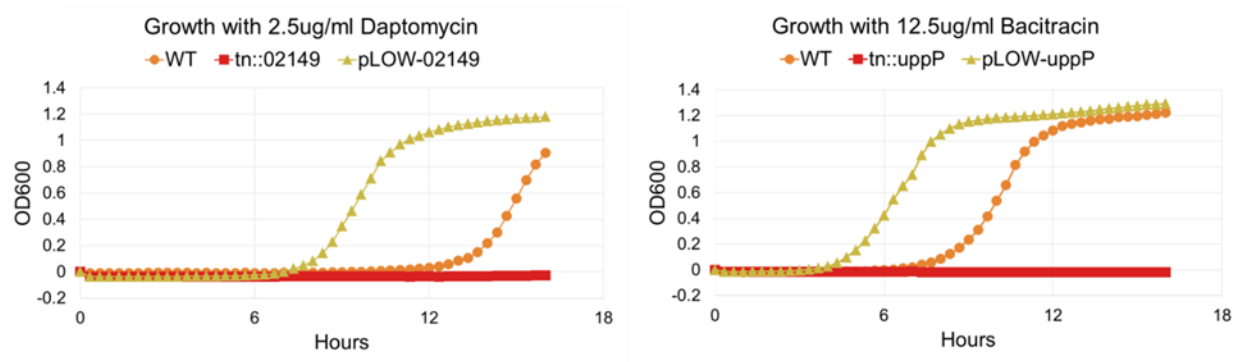 Growth with 2.5ug/ml Daptomycin
WT tn::02149 pLOW-02149
1.4
1.2
1
0.8
0.6
0.4
0.2
0
-0.2
OD600
0 6 12 18
Hours
Growth with 12.5ug/ml Bacitracin
WT tn::uppP pLOW-uppP
1.4
1.2
1
0.8
0.6
0.4
0.2
0
-0.2
OD600
0 6 12 18
Hours